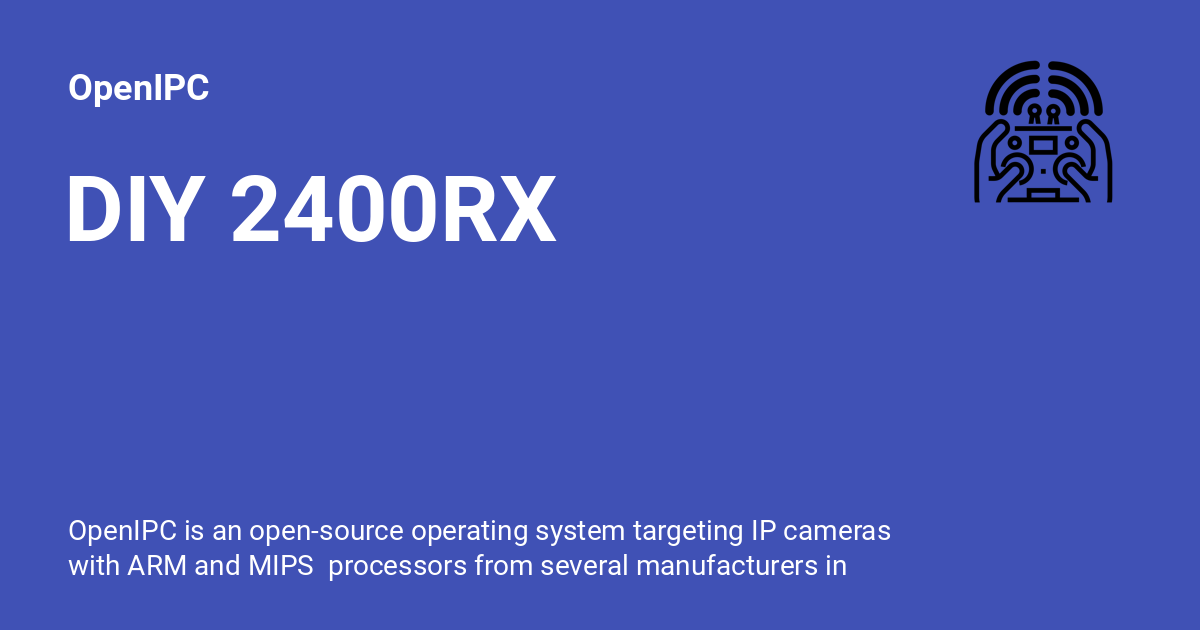 OpenIPC
DIY 2400RX
OpenIPC is an open-source operating system targeting IP cameras
with ARM and MIPS  processors from several manufacturers in